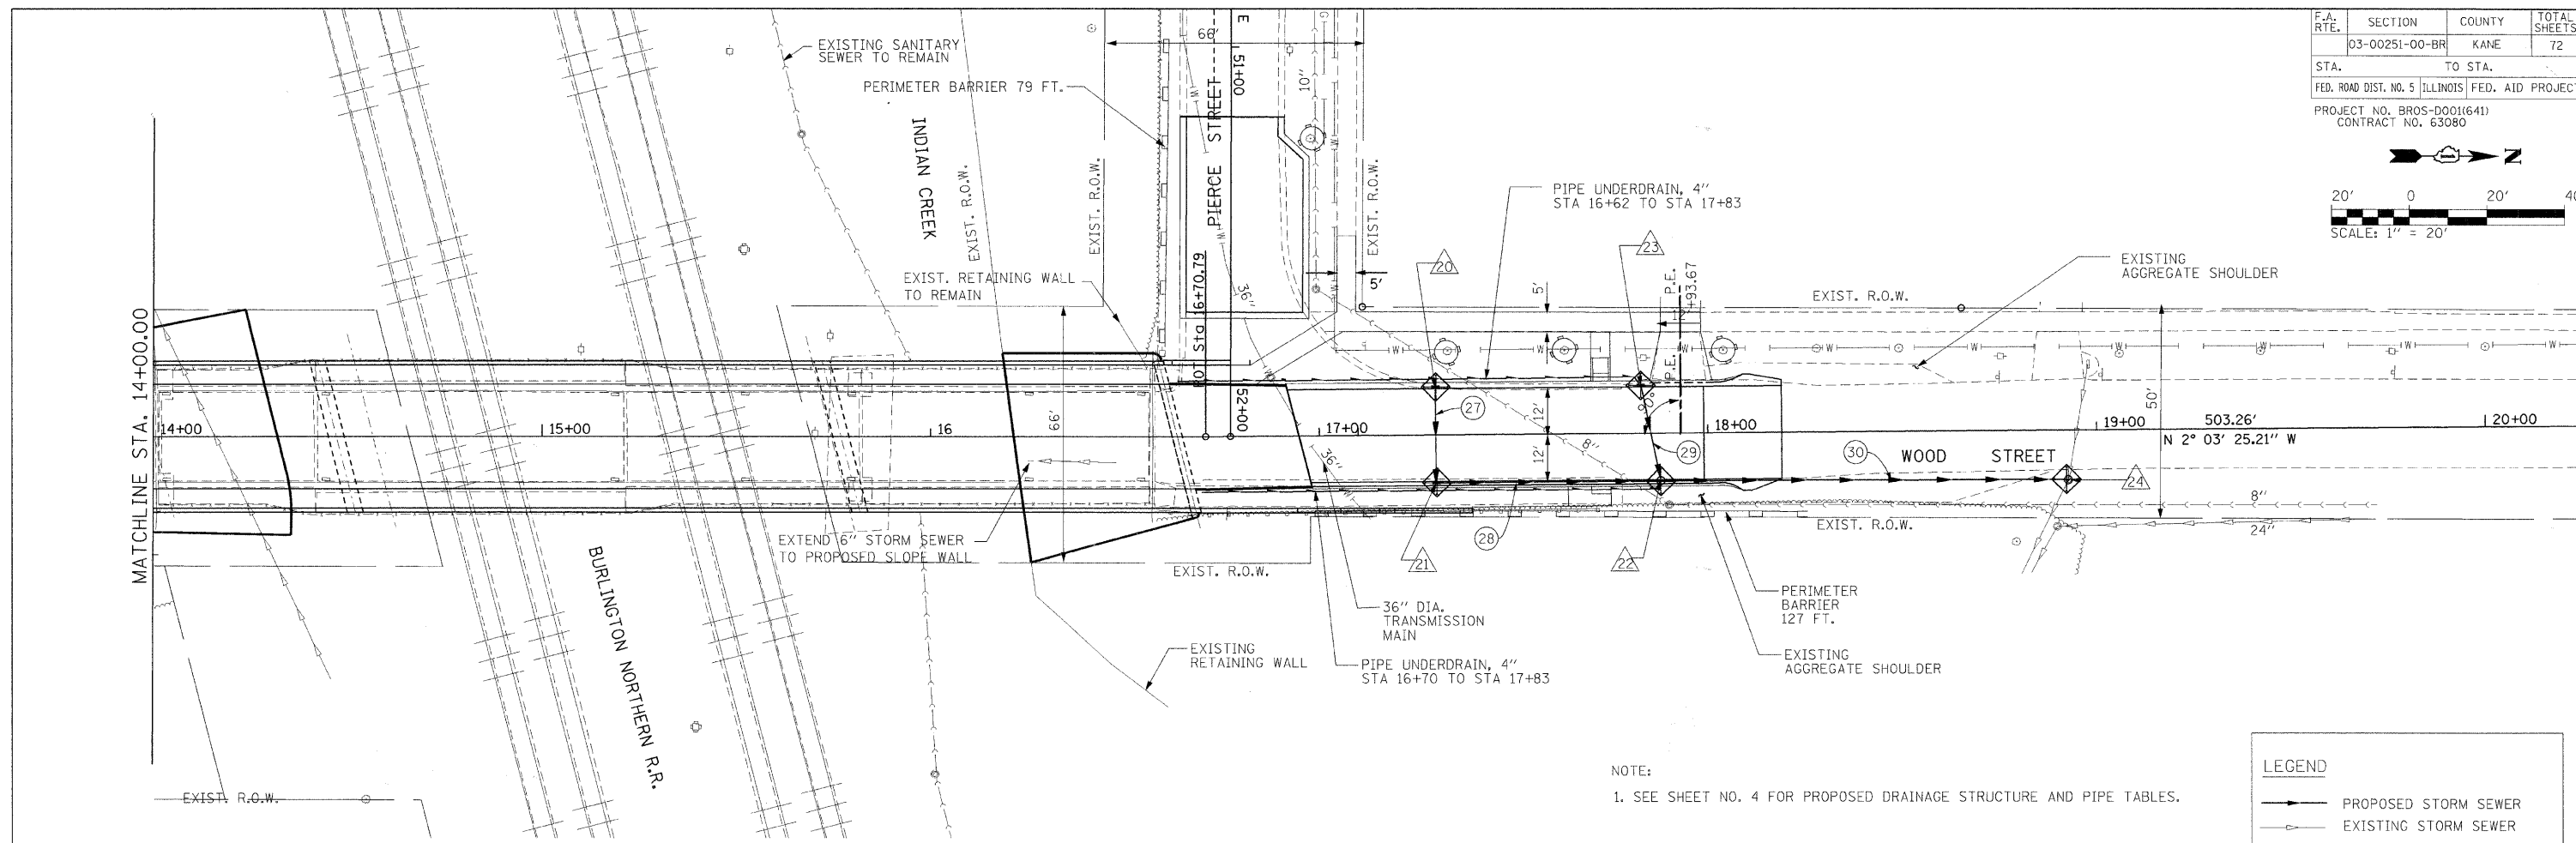 F.A. RTE. SECTION COUNTY TOTAL SHEETS
03-00251-00-BR KANE 72
STA. TO STA.
FED. ROAD DIST. NO. 5 ILLINOIS FED. AID PROJECT
PROJECT NO. BROS-D001(641)
CONTRACT NO. 63080
N
20' 0 20' 40
SCALE: 1" = 20'
EXISTING SANITARY
SEWER TO REMAIN
PERIMETER BARRIER 79 FT.
INDIAN CREEK
EXIST. R.O.W.
EXIST. R.O.W.
66'
E
51+00
PIERCE STREET
10"
G
W
EXIST. R.O.W.
PIPE UNDERDRAIN, 4"
STA 16+62 TO STA 17+83
20
23
EXISTING
AGGREGATE SHOULDER
EXIST. RETAINING WALL
TO REMAIN
POT Sta 16+70.79
36"
5'
5'
P.E.
P.E.
+93.67
12'
EXIST. R.O.W.
MATCHLINE STA. 14+00.00
66'
52+00
27
12'
12'
90°
8"
29
50'
14+00
15+00
16
17+00
18+00
19+00
503.26'
20+00
N 2° 03' 25.21" W
30
WOOD STREET
24
36"
W
8"
24"
EXIST. R.O.W.
EXTEND 6" STORM SEWER
TO PROPOSED SLOPE WALL
EXIST. R.O.W.
21
28
22
BURLINGTON NORTHERN R.R.
36" DIA.
TRANSMISSION
MAIN
PERIMETER
BARRIER
127 FT.
EXISTING
RETAINING WALL
PIPE UNDERDRAIN, 4"
STA 16+70 TO STA 17+83
EXISTING
AGGREGATE SHOULDER
EXIST. R.O.W.
NOTE:
1. SEE SHEET NO. 4 FOR PROPOSED DRAINAGE STRUCTURE AND PIPE TABLES.
LEGEND
PROPOSED STORM SEWER
EXISTING STORM SEWER